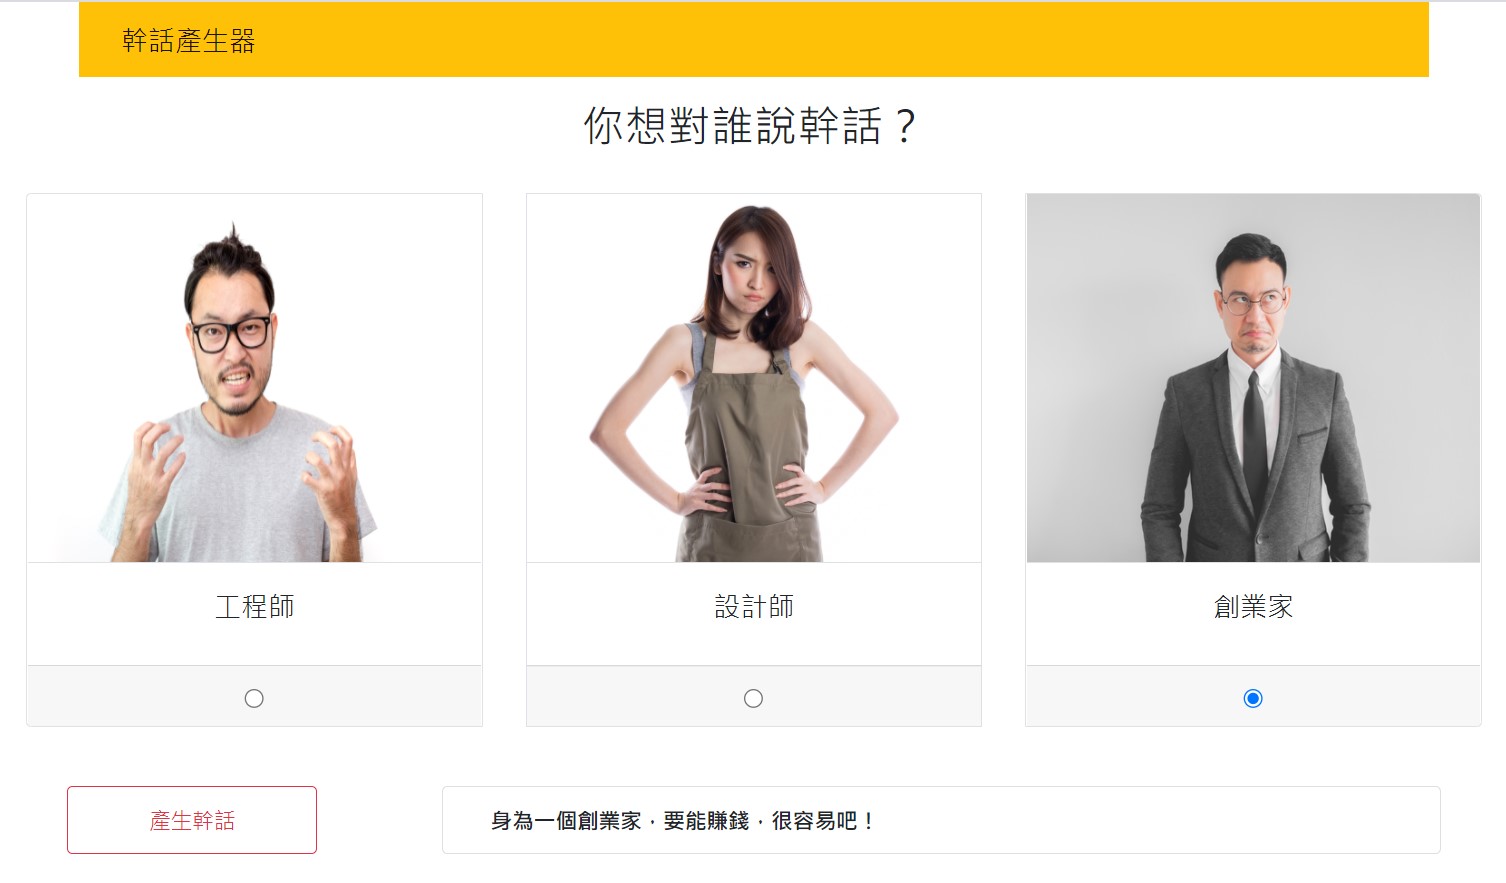 幹話產生器
你想對誰說幹話？
工程師
設計師
創業家
產生幹話
身為一個創業家，要能賺錢，很容易吧！